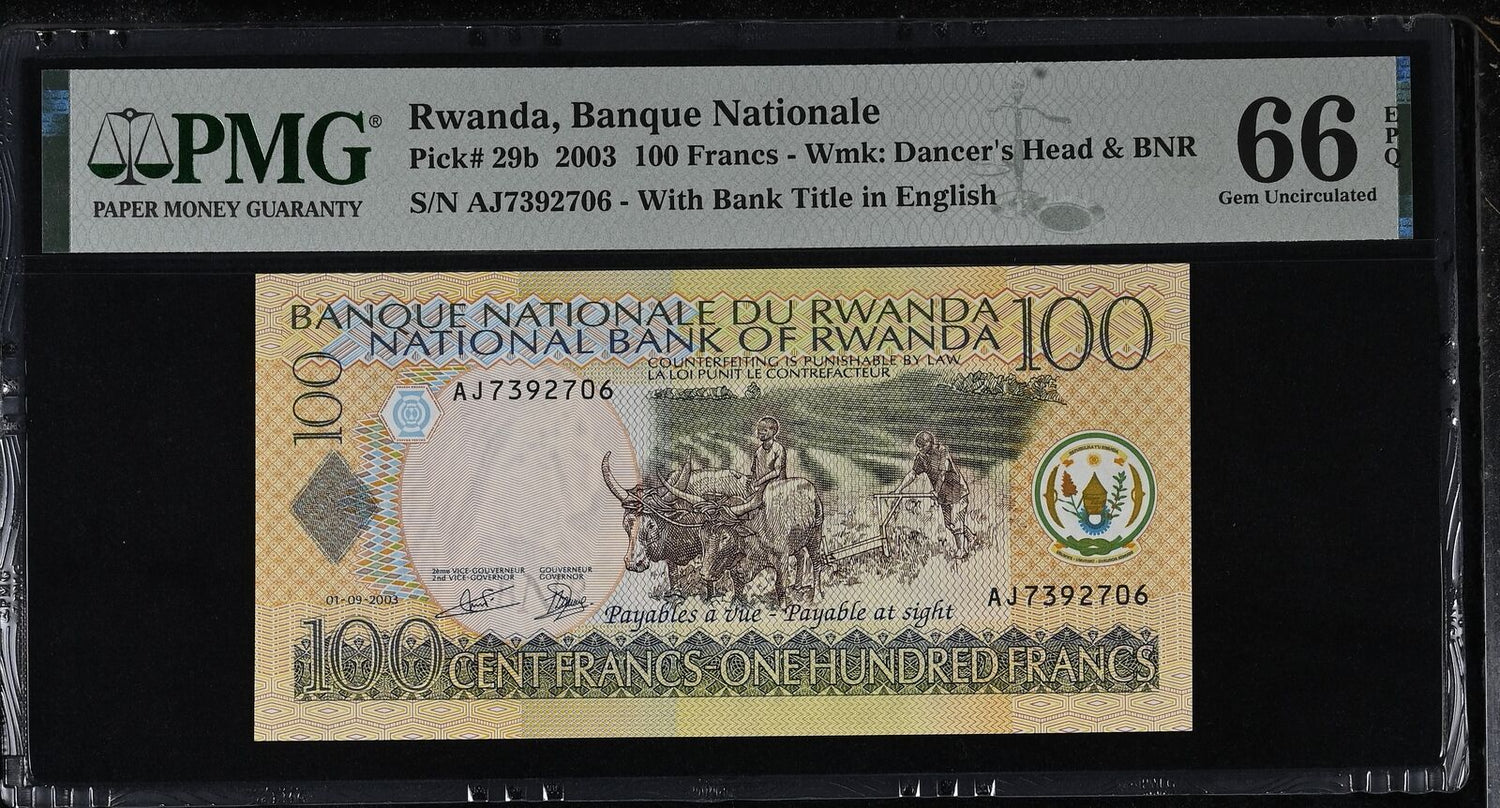 PMG®
PAPER MONEY GUARANTY
Rwanda, Banque Nationale
Pick# 29b 2003 100 Francs - Wmk: Dancer's Head & BNR
S/N AJ7392706 - With Bank Title in English
66
EPQ
Gem Uncirculated
BANQUE NATIONALE DU RWANDA
NATIONAL BANK OF RWANDA
100
COUNTERFEITING IS PUNISHABLE BY LAW
LA LOI PUNIT LE CONTREFACTEUR
100
AJ7392706
2ème VICE-GOUVERNEUR
2nd VICE-GOVERNOR
GOUVERNEUR
GOVERNOR
01-09-2003
Payables à vue - Payable at sight
AJ7392706
100 CENT FRANCS-ONE HUNDRED FRANCS